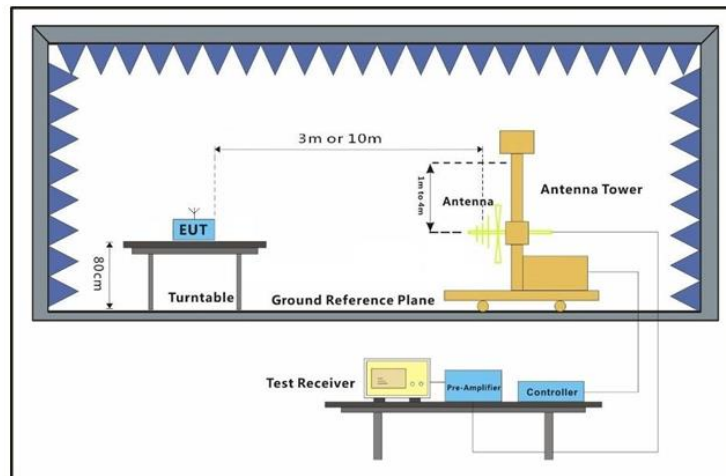 3m or 10m
1m to 4m
Antenna Tower
Antenna
EUT
80cm
Turntable
Ground Reference Plane
Test Receiver
Pre-Amplifier
Controller